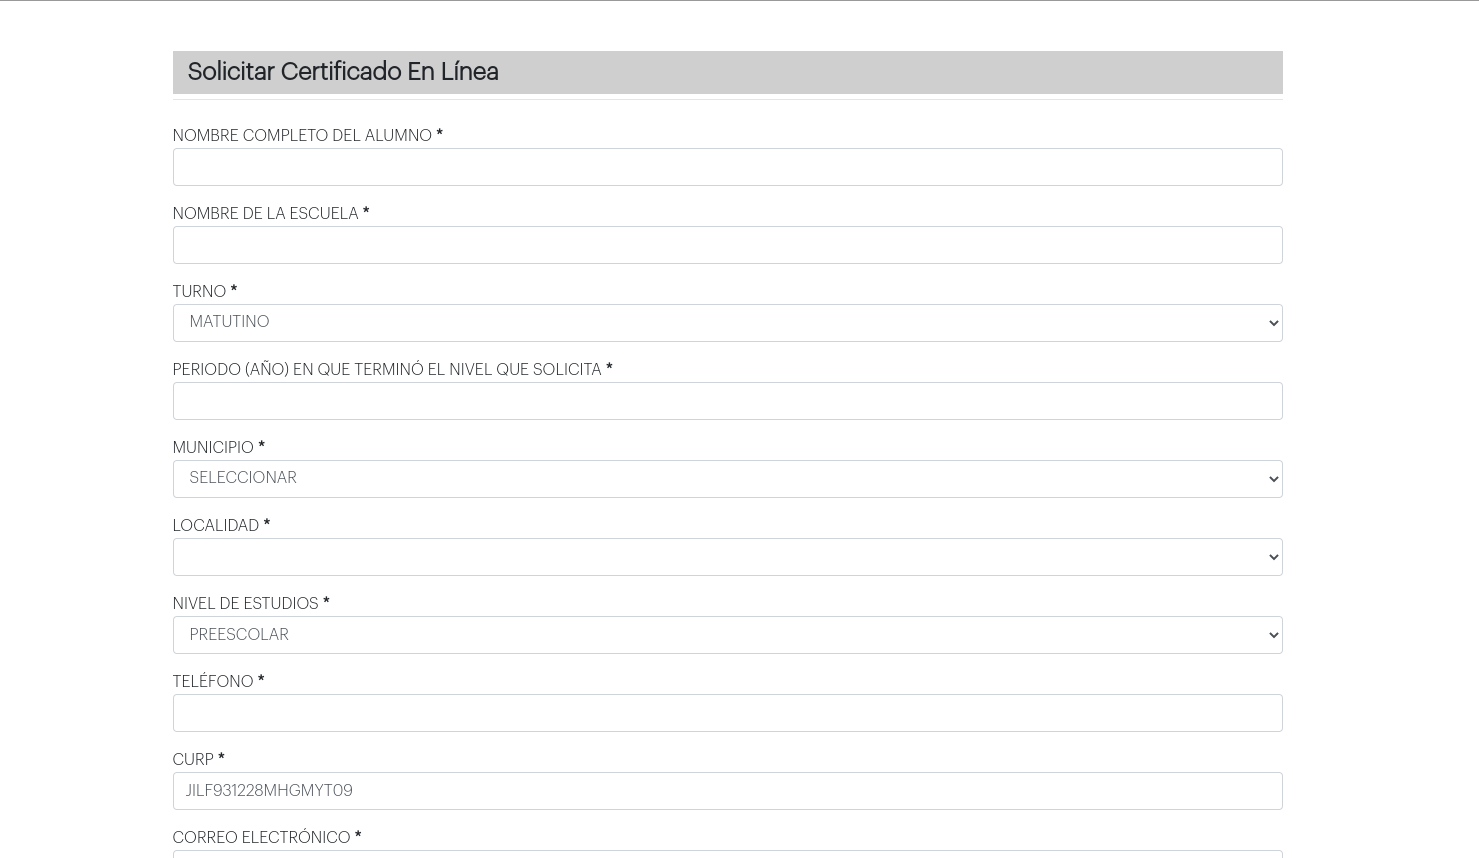 Solicitar Certificado En Línea
NOMBRE COMPLETO DEL ALUMNO *
NOMBRE DE LA ESCUELA *
TURNO *
MATUTINO
PERIODO (AÑO) EN QUE TERMINÓ EL NIVEL QUE SOLICITA *
MUNICIPIO *
SELECCIONAR
LOCALIDAD *
NIVEL DE ESTUDIOS *
PREESCOLAR
TELÉFONO *
CURP *
JILF931228MHGMYT09
CORREO ELECTRÓNICO *